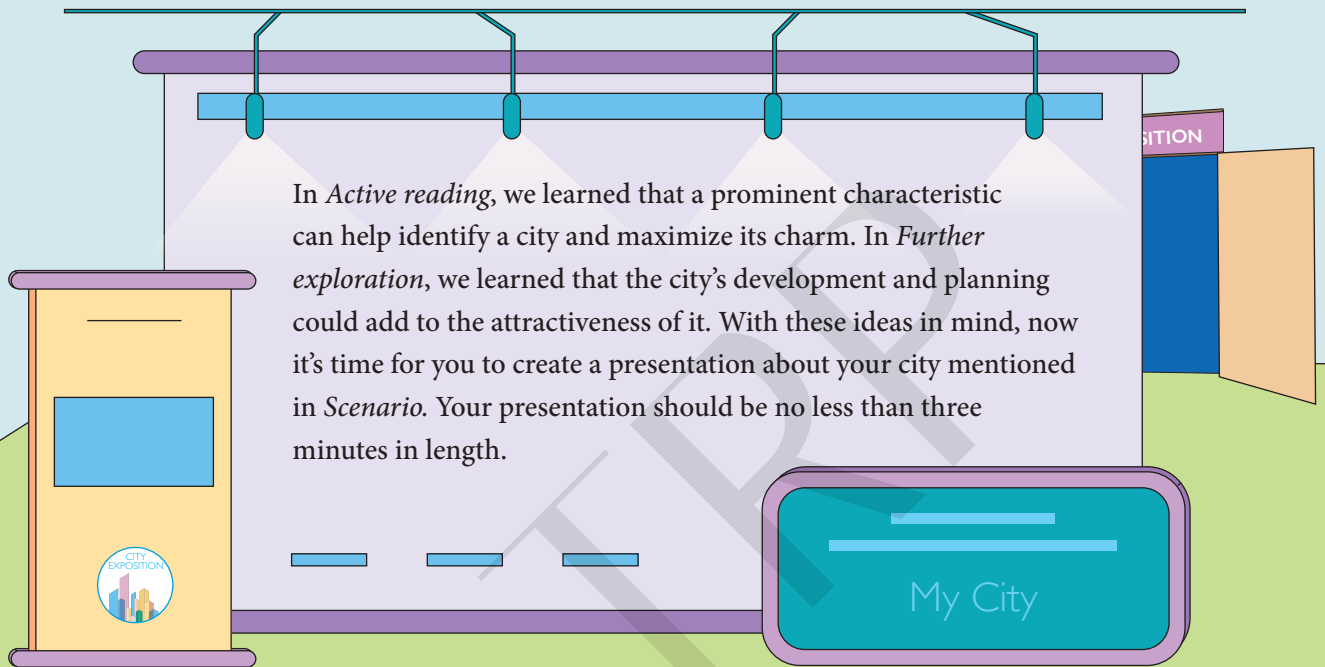 SITION
In Active reading, we learned that a prominent characteristic
can help identify a city and maximize its charm. In Further
exploration, we learned that the city’s development and planning
could add to the attractiveness of it. With these ideas in mind, now
it’s time for you to create a presentation about your city mentioned
in Scenario. Your presentation should be no less than three
minutes in length.
CITY
EXPOSITION
My City
TRP